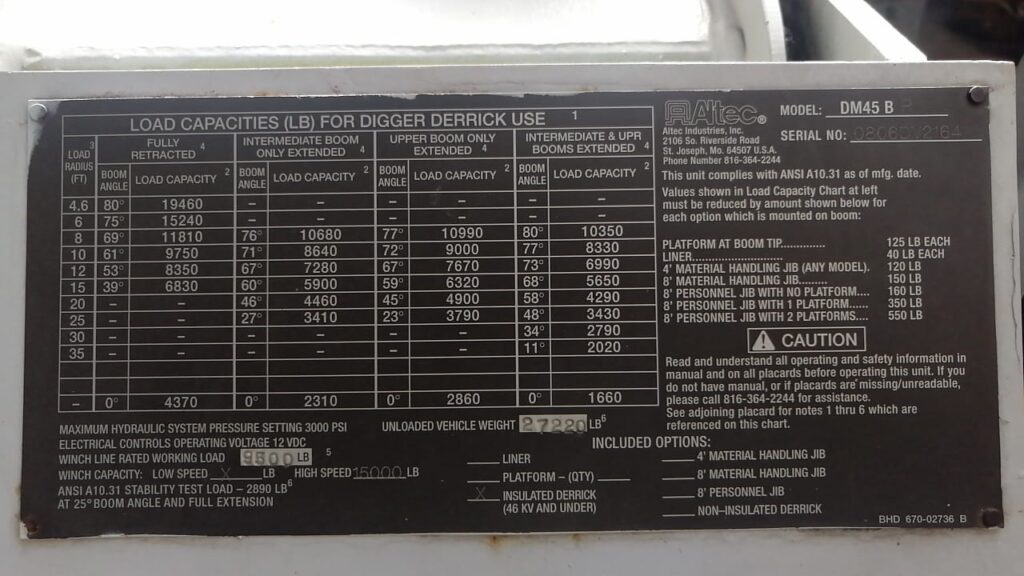 LOAD CAPACITIES (LB) FOR DIGGER DERRICK USE 1
LOAD 3 RADIUS (FT) | FULLY RETRACTED 4 | INTERMEDIATE BOOM ONLY EXTENDED 4 | UPPER BOOM ONLY EXTENDED 4 | INTERMEDIATE & UPR BOOMS EXTENDED 4
BOOM ANGLE | LOAD CAPACITY 2 | BOOM ANGLE | LOAD CAPACITY 2 | BOOM ANGLE | LOAD CAPACITY 2 | BOOM ANGLE | LOAD CAPACITY 2
4.6 80° 19460 – – – – – –
6 75° 15240 – – – – – –
8 69° 11810 76° 10680 77° 10990 80° 10350
10 61° 9750 71° 8640 72° 9000 77° 8330
12 53° 8350 67° 7280 67° 7670 73° 6990
15 39° 6830 60° 5900 59° 6320 68° 5650
20 – – 46° 4460 45° 4900 58° 4290
25 – – 27° 3410 23° 3790 48° 3430
30 – – – – – – 34° 2790
35 – – – – – – 11° 2020
– 0° 4370 0° 2310 0° 2860 0° 1660
MAXIMUM HYDRAULIC SYSTEM PRESSURE SETTING 3000 PSI
ELECTRICAL CONTROLS OPERATING VOLTAGE 12 VDC
WINCH LINE RATED WORKING LOAD LB 5
WINCH CAPACITY: LOW SPEED X LB HIGH SPEED 15000 LB
ANSI A10.31 STABILITY TEST LOAD – 2890 LB6
AT 25° BOOM ANGLE AND FULL EXTENSION
UNLOADED VEHICLE WEIGHT 27220 LB6
INCLUDED OPTIONS:
LINER
PLATFORM – (QTY)
X INSULATED DERRICK
(46 KV AND UNDER)
4' MATERIAL HANDLING JIB
8' MATERIAL HANDLING JIB
8' PERSONNEL JIB
NON–INSULATED DERRICK
Altec®
Altec Industries, Inc.
2106 So. Riverside Road
St. Joseph, Mo. 64507 U.S.A.
Phone Number 816-364-2244
MODEL: DM45 B
SERIAL NO:
This unit complies with ANSI A10.31 as of mfg. date.
Values shown in Load Capacity Chart at left
must be reduced by amount shown below for
each option which is mounted on boom:
PLATFORM AT BOOM TIP.............. 125 LB EACH
LINER............................ 40 LB EACH
4' MATERIAL HANDLING JIB (ANY MODEL). 120 LB
8' MATERIAL HANDLING JIB......... 150 LB
8' PERSONNEL JIB WITH NO PLATFORM.... 160 LB
8' PERSONNEL JIB WITH 1 PLATFORM.... 350 LB
8' PERSONNEL JIB WITH 2 PLATFORMS.... 550 LB
CAUTION
Read and understand all operating and safety information in
manual and on all placards before operating this unit. If you
do not have manual, or if placards are missing/unreadable,
please call 816-364-2244 for assistance.
See adjoining placard for notes 1 thru 6 which are
referenced on this chart.
BHD 670-02736 B